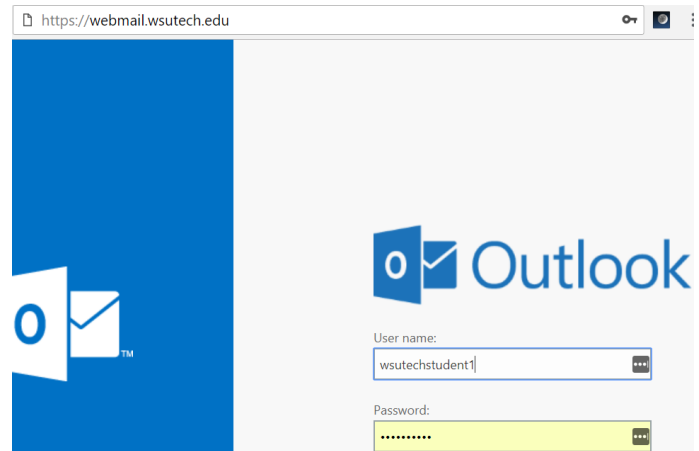 https://webmail.wsutech.edu
O
TM
o Outlook
User name:
wsutechstudent1
Password:
••••••••••